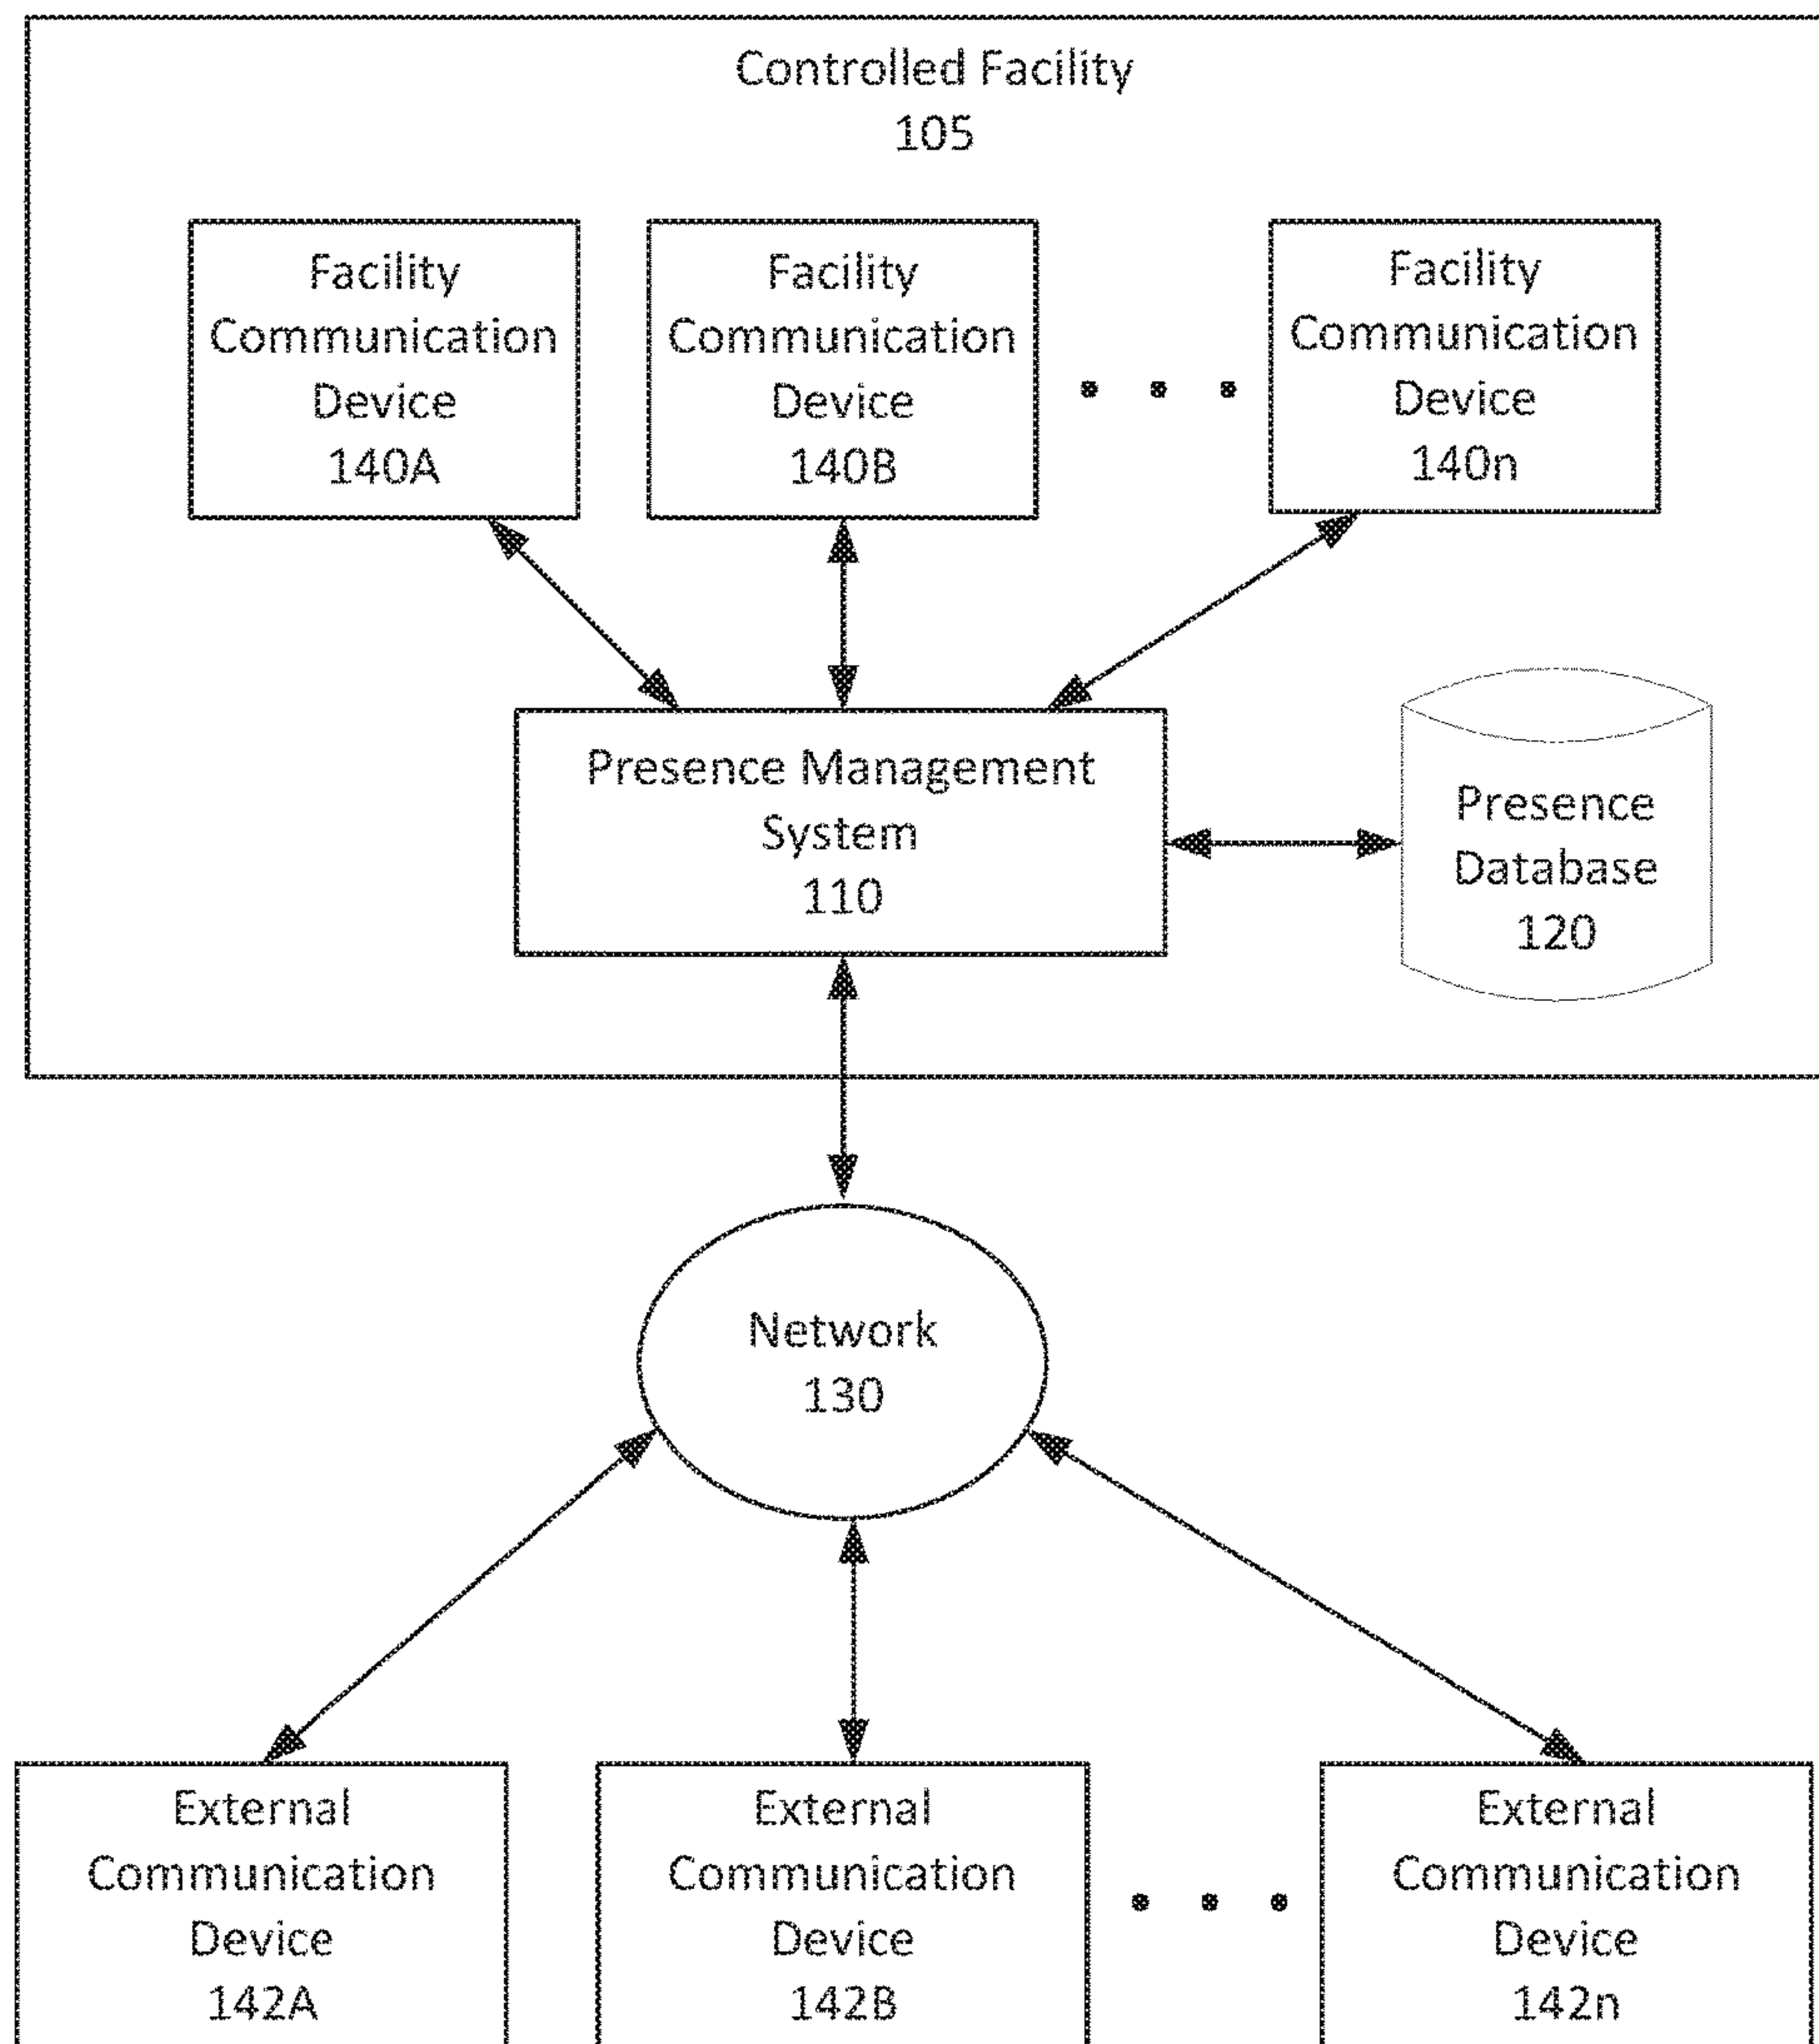 Controlled Facility
105
Facility
Communication
Device
140A
Facility
Communication
Device
140B
Facility
Communication
Device
140n
Presence Management
System
110
Presence
Database
120
Network
130
External
Communication
Device
142A
External
Communication
Device
142B
External
Communication
Device
142n